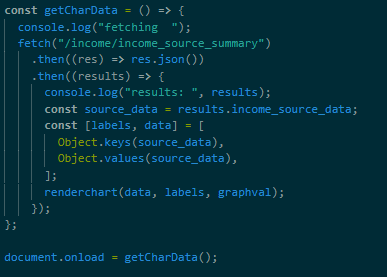 const getCharData = () => {
  console.log("fetching  ");
  fetch("/income/income_source_summary")
    .then((res) => res.json())
    .then((results) => {
      console.log("results: ", results);
      const source_data = results.income_source_data;
      const [labels, data] = [
        Object.keys(source_data),
        Object.values(source_data),
      ];
      renderchart(data, labels, graphval);
    });
};

document.onload = getCharData();